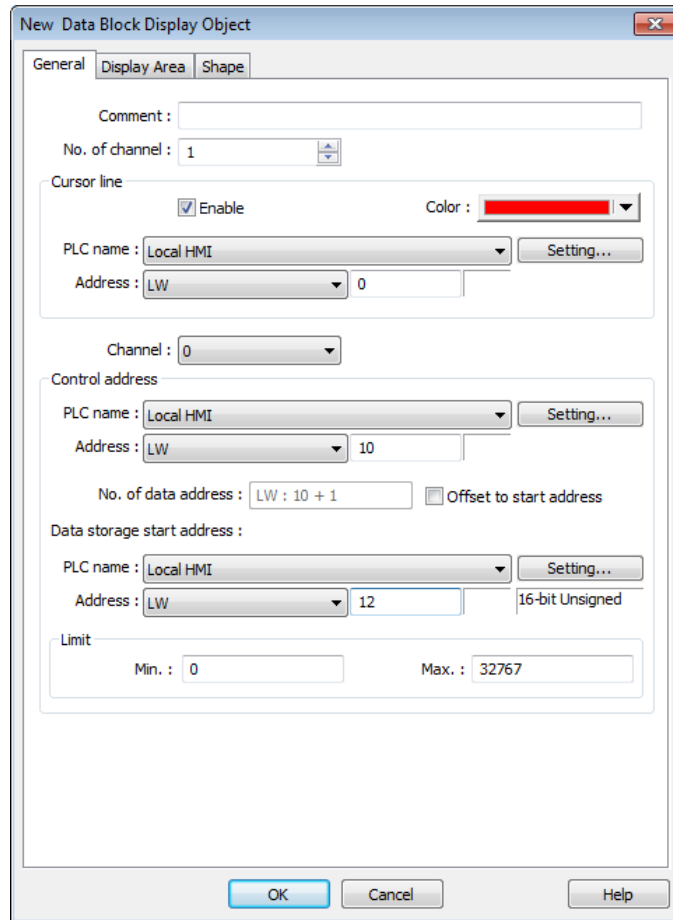 New Data Block Display Object
General Display Area Shape
Comment :
No. of channel : 1
Cursor line
Enable Color :
PLC name : Local HMI Setting...
Address : LW 0
Channel : 0
Control address
PLC name : Local HMI Setting...
Address : LW 10
No. of data address : LW : 10 + 1 Offset to start address
Data storage start address :
PLC name : Local HMI Setting...
Address : LW 12 16-bit Unsigned
Limit
Min. : 0 Max. : 32767
OK Cancel Help